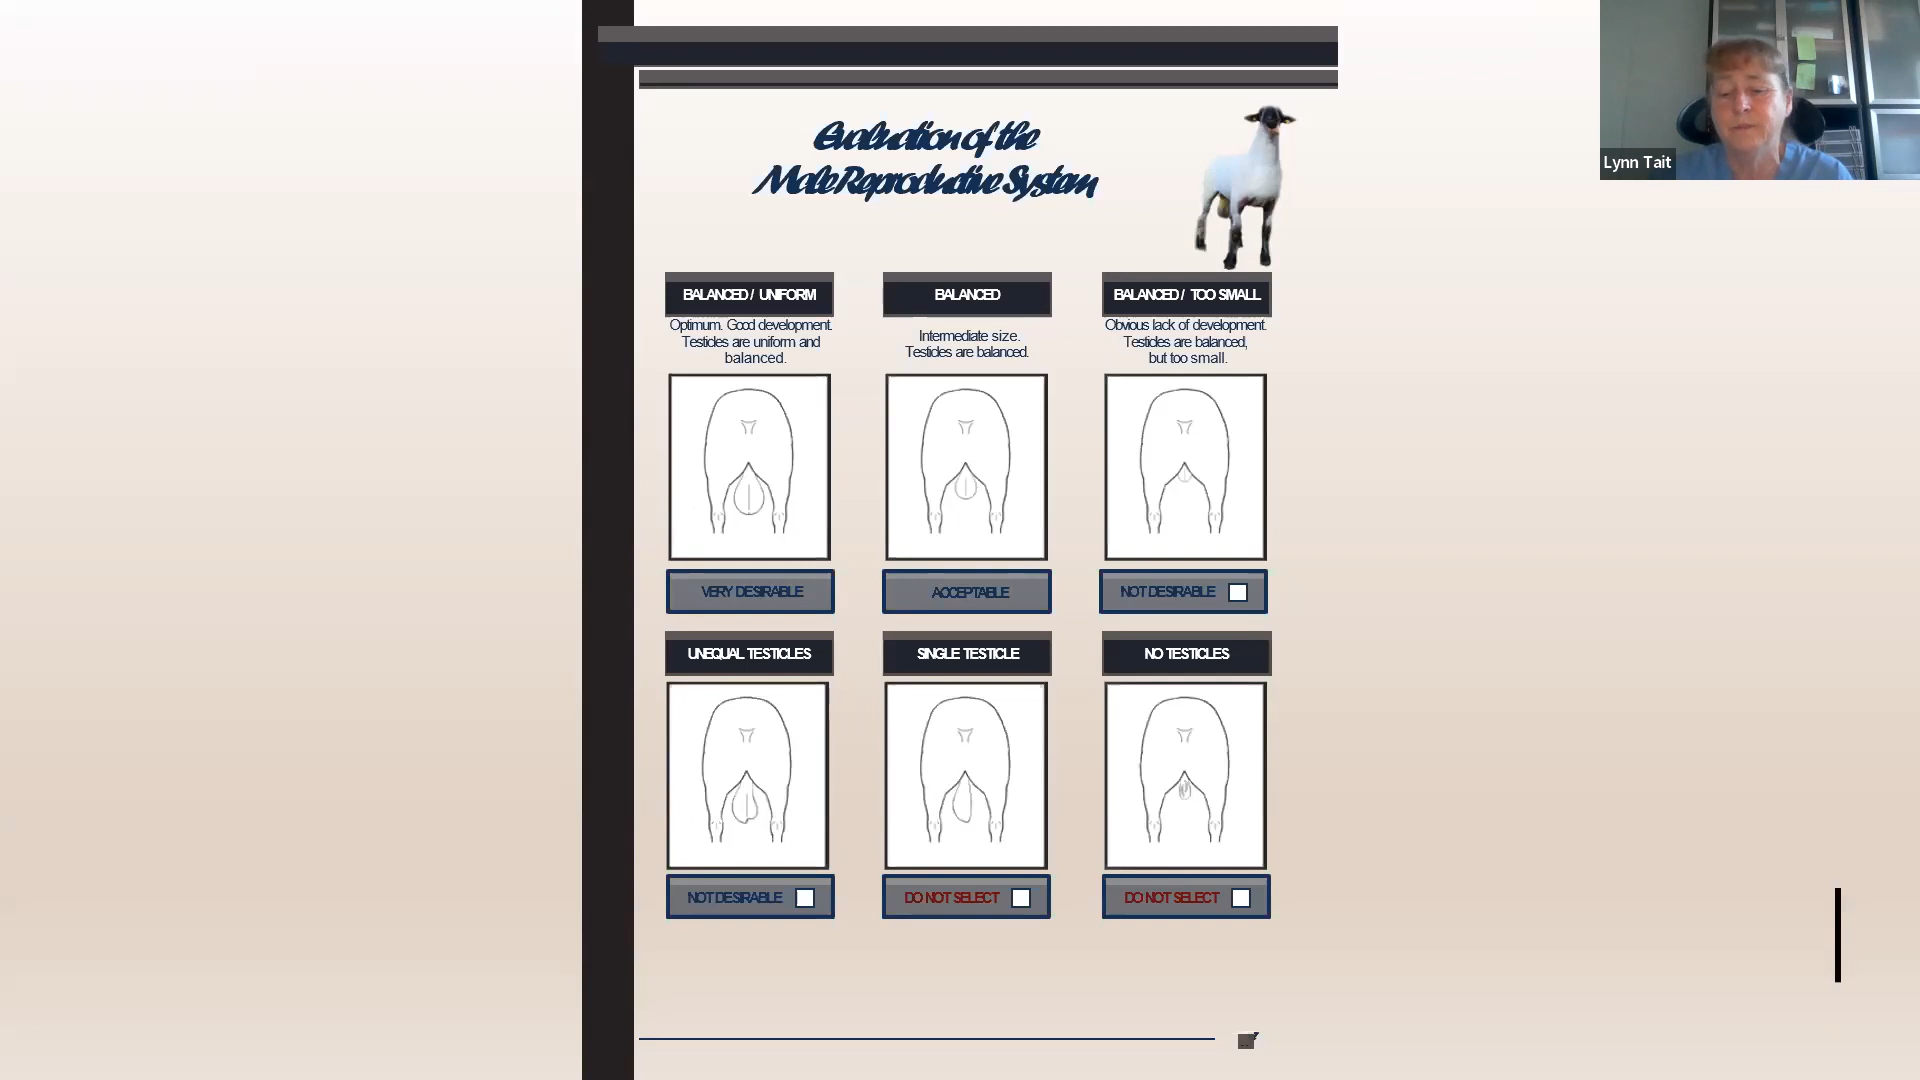 Evaluation of the
Male Reproductive System
Lynn Tait
BALANCED / UNIFORM
Optimum. Good development.
Testicles are uniform and
balanced.
BALANCED
Intermediate size.
Testicles are balanced.
BALANCED / TOO SMALL
Obvious lack of development.
Testicles are balanced,
but too small.
VERY DESIRABLE
ACCEPTABLE
NOT DESIRABLE
UNEQUAL TESTICLES
SINGLE TESTICLE
NO TESTICLES
NOT DESIRABLE
DO NOT SELECT
DO NOT SELECT